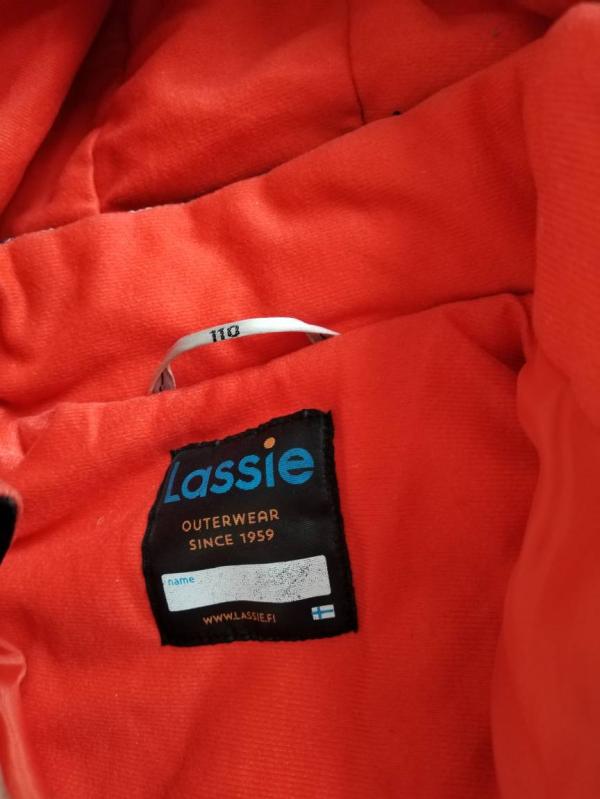 110
Lassie
OUTERWEAR
SINCE 1959
name
WWW.LASSIE.FI